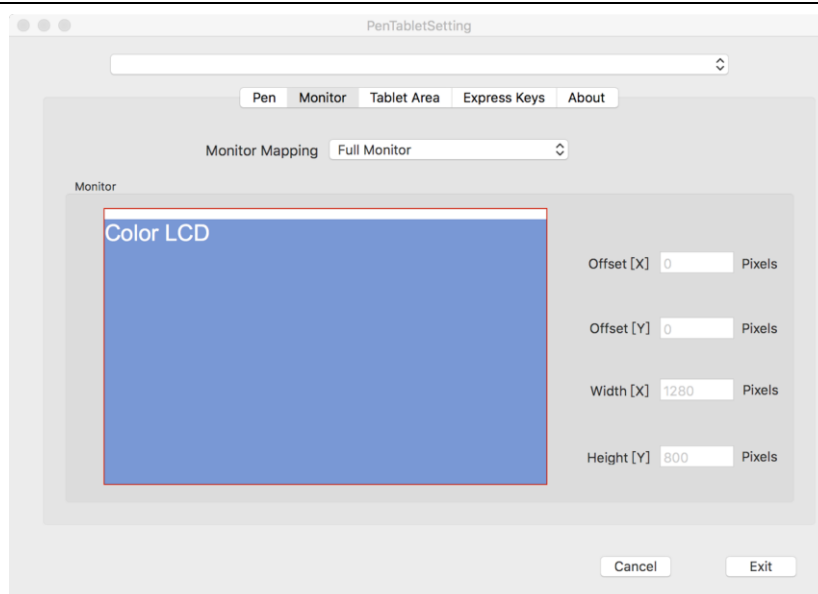 PenTabletSetting
Pen Monitor Tablet Area Express Keys About
Monitor Mapping Full Monitor
Monitor
Color LCD
Offset [X] 0 Pixels
Offset [Y] 0 Pixels
Width [X] 1280 Pixels
Height [Y] 800 Pixels
Cancel Exit